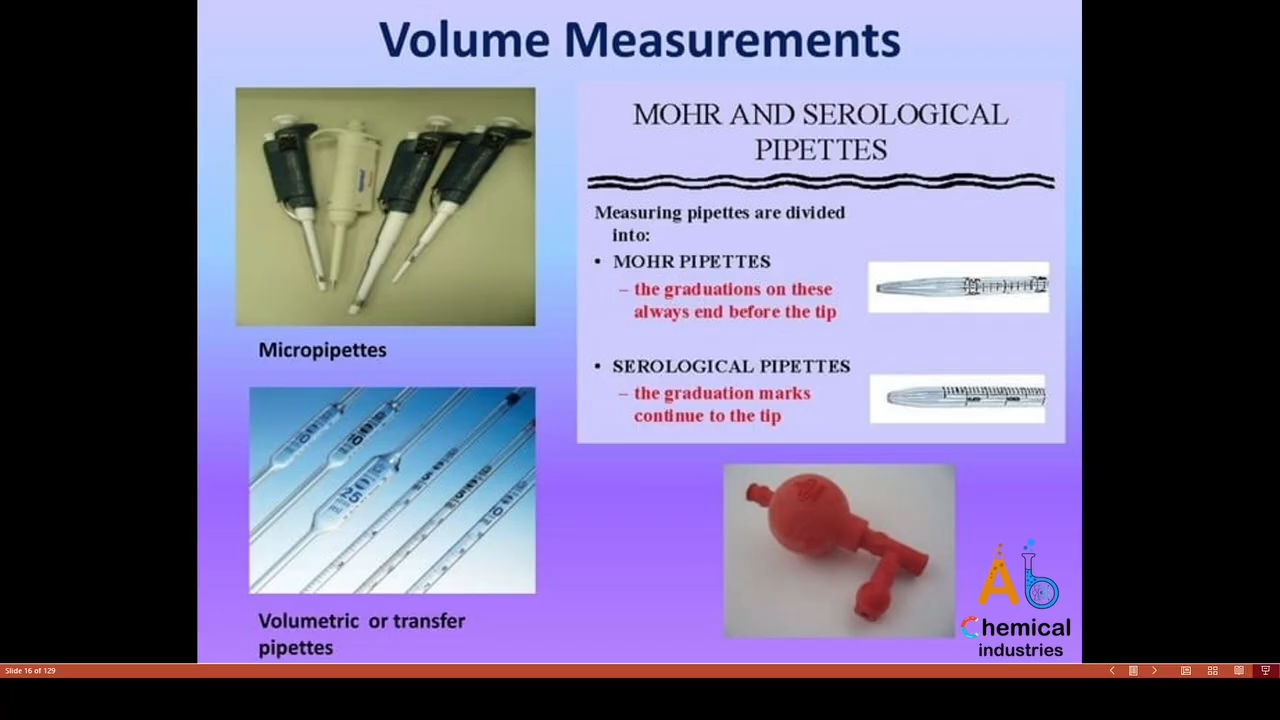 Volume Measurements
MOHR AND SEROLOGICAL
PIPETTES
Measuring pipettes are divided
into:
• MOHR PIPETTES
– the graduations on these
always end before the tip
• SEROLOGICAL PIPETTES
– the graduation marks
continue to the tip
Micropipettes
25
Volumetric or transfer
pipettes
Ab
Chemical
industries
Slide 16 of 129